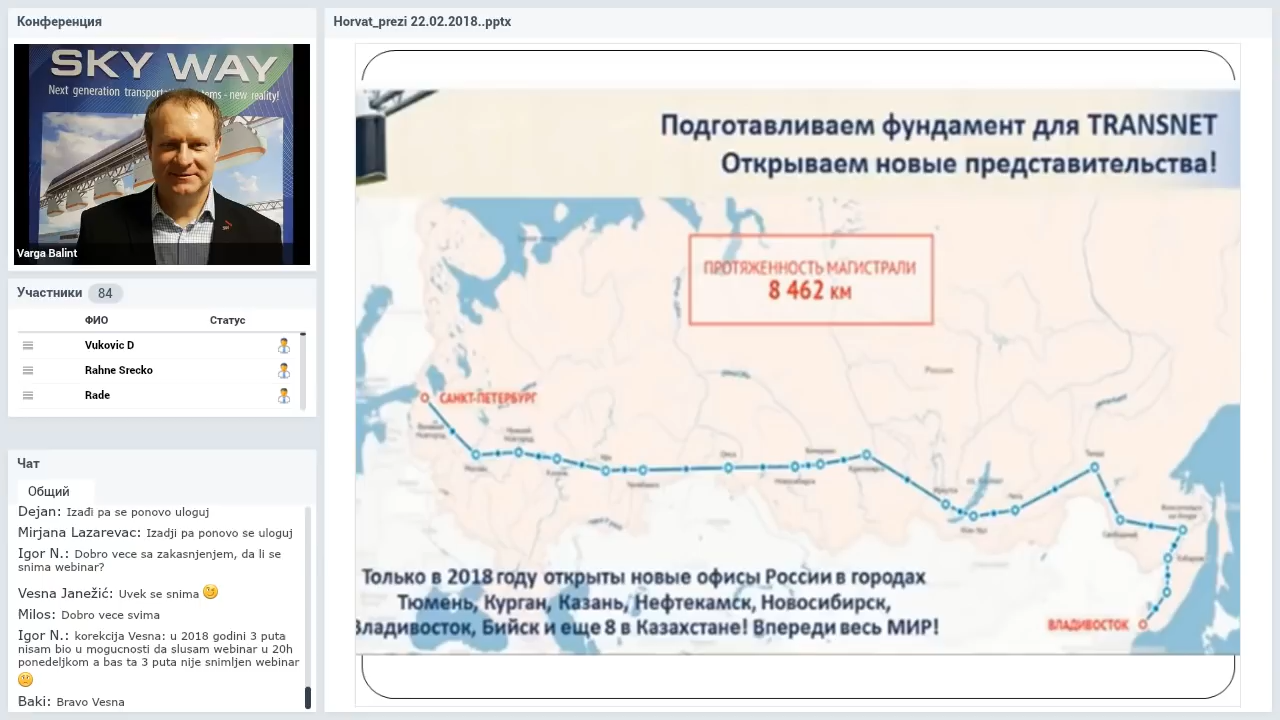 Конференция
SKY WAY
Next generation transport
ems - new reality!
Varga Balint
Участники 84
ФИО Статус
Vukovic D
Rahne Srecko
Rade
Чат
Общий
Dejan: Izađi pa se ponovo uloguj
Mirjana Lazarevac: Izadji pa ponovo se uloguj
Igor N.: Dobro vece sa zakasnjenjem, da li se
snima webinar?
Vesna Janežić: Uvek se snima
Milos: Dobro vece svima
Igor N.: korekcija Vesna: u 2018 godini 3 puta
nisam bio u mogucnosti da slusam webinar u 20h
ponedeljkom a bas ta 3 puta nije snimljen webinar
Baki: Bravo Vesna
Horvat_prezi 22.02.2018..pptx
Подготавливаем фундамент для TRANSNET
Открываем новые представительства!
ПРОТЯЖЕННОСТЬ МАГИСТРАЛИ
8 462 км
Россия
САНКТ-ПЕТЕРБУРГ
ВЛАДИВОСТОК
Только в 2018 году открыты новые офисы России в городах
Тюмень, Курган, Казань, Нефтекамск, Новосибирск,
Владивосток, Бийск и еще 8 в Казахстане! Впереди весь МИР!